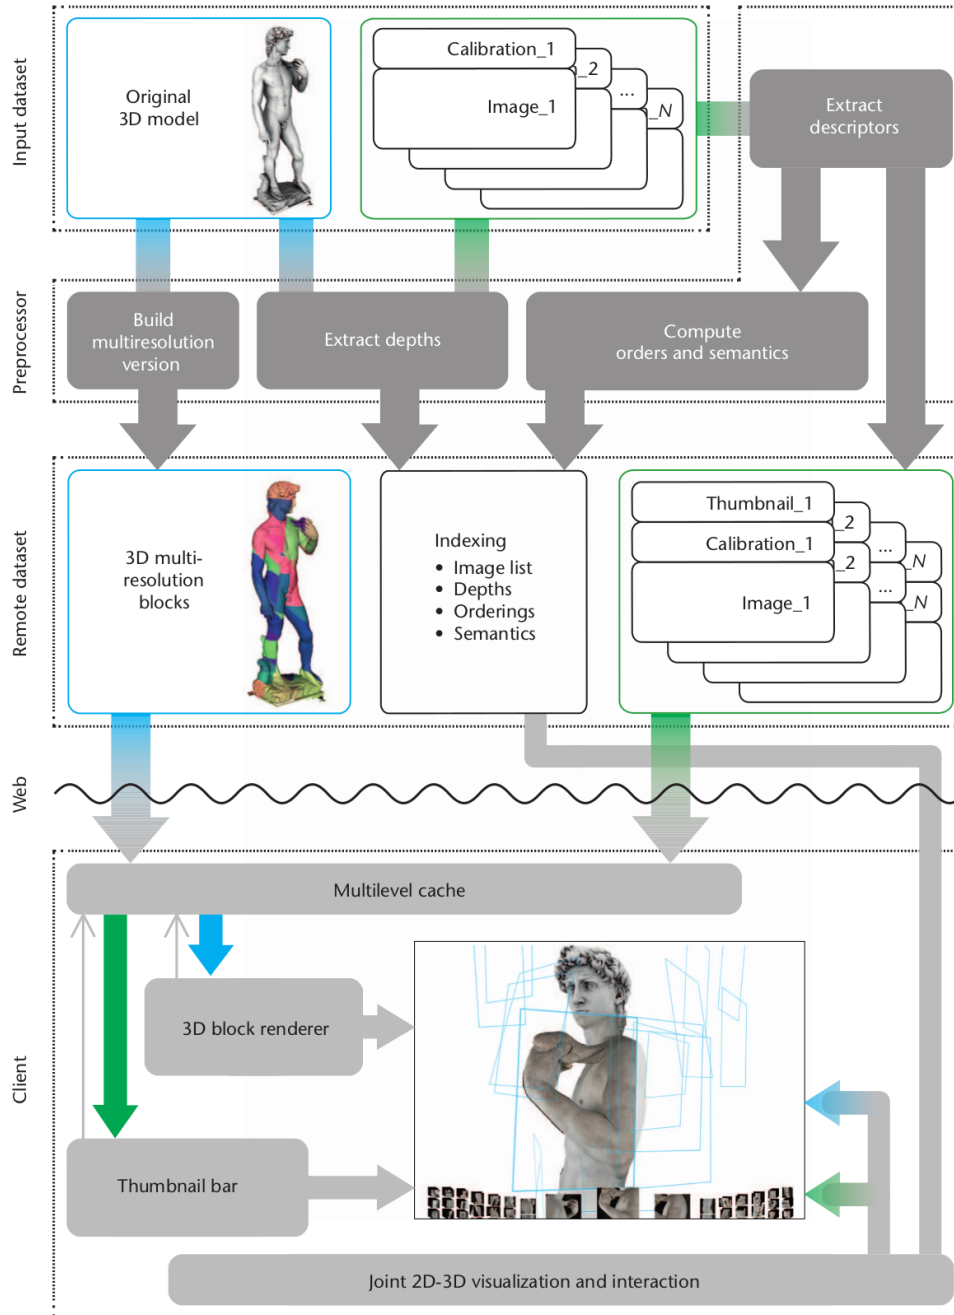 Input dataset
Original
3D model
Calibration_1
_2
...
_N
Image_1
Extract
descriptors
Preprocessor
Build
multiresolution
version
Extract depths
Compute
orders and semantics
Remote dataset
3D multi-
resolution
blocks
Indexing
• Image list
• Depths
• Orderings
• Semantics
Thumbnail_1
_2
...
_N
Calibration_1
_2
...
_N
Image_1
Web
Client
Multilevel cache
3D block renderer
Thumbnail bar
Joint 2D-3D visualization and interaction